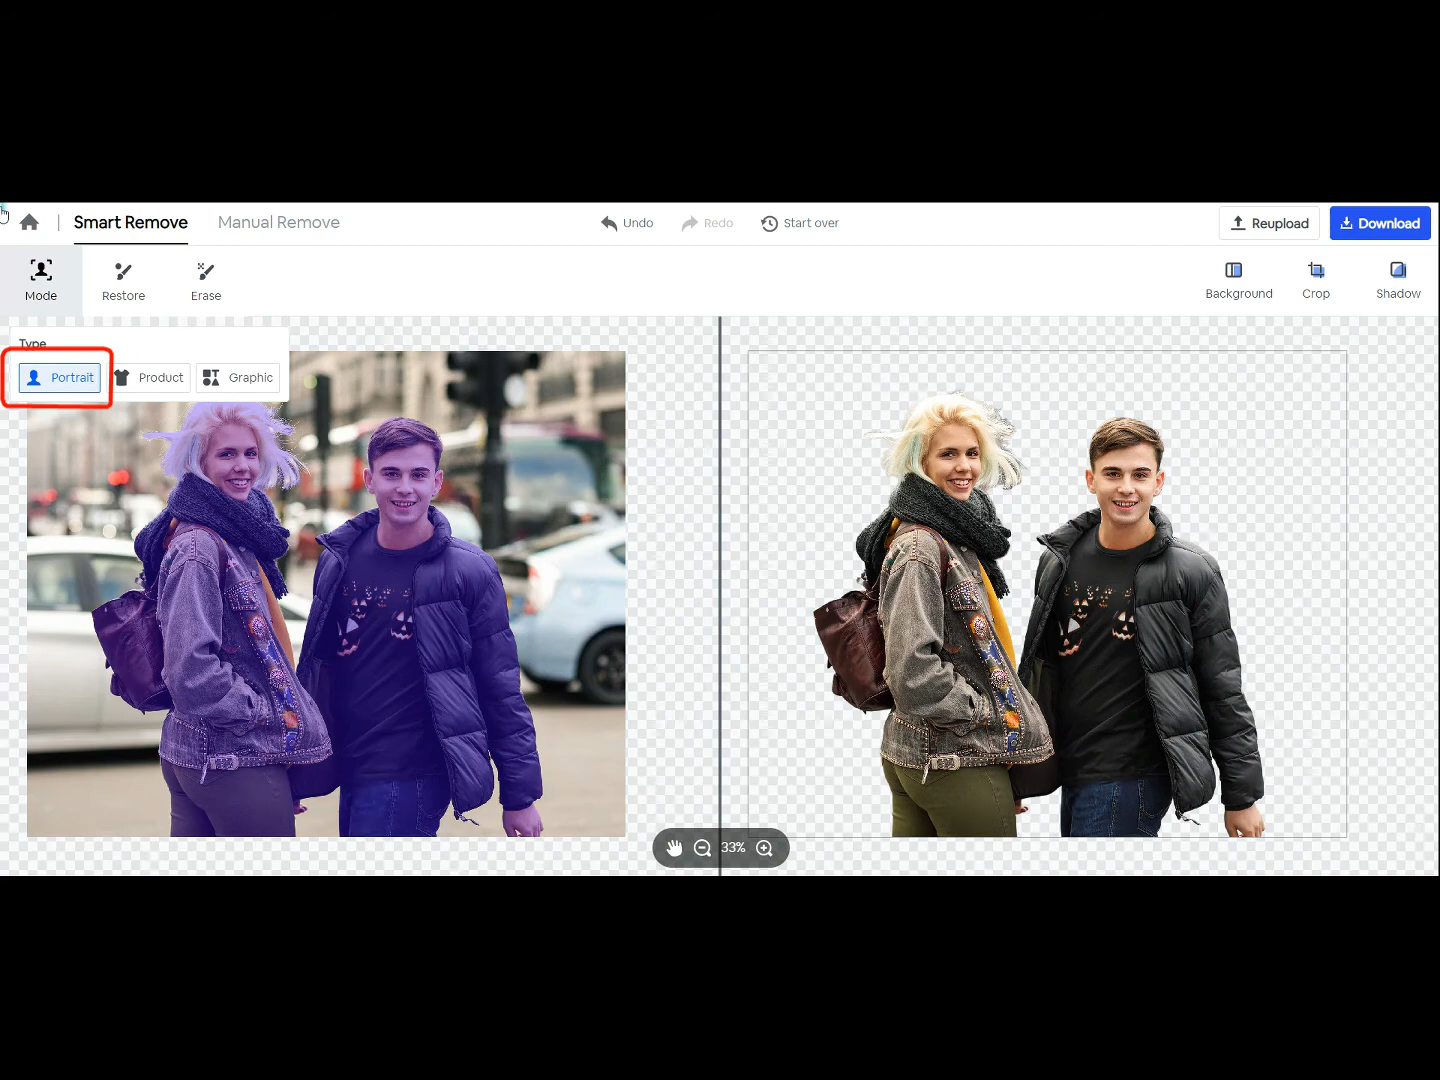 Smart Remove
Manual Remove
Undo
Redo
Start over
Reupload
Download
Mode
Restore
Erase
Background
Crop
Shadow
Type
Portrait
Product
Graphic
33%